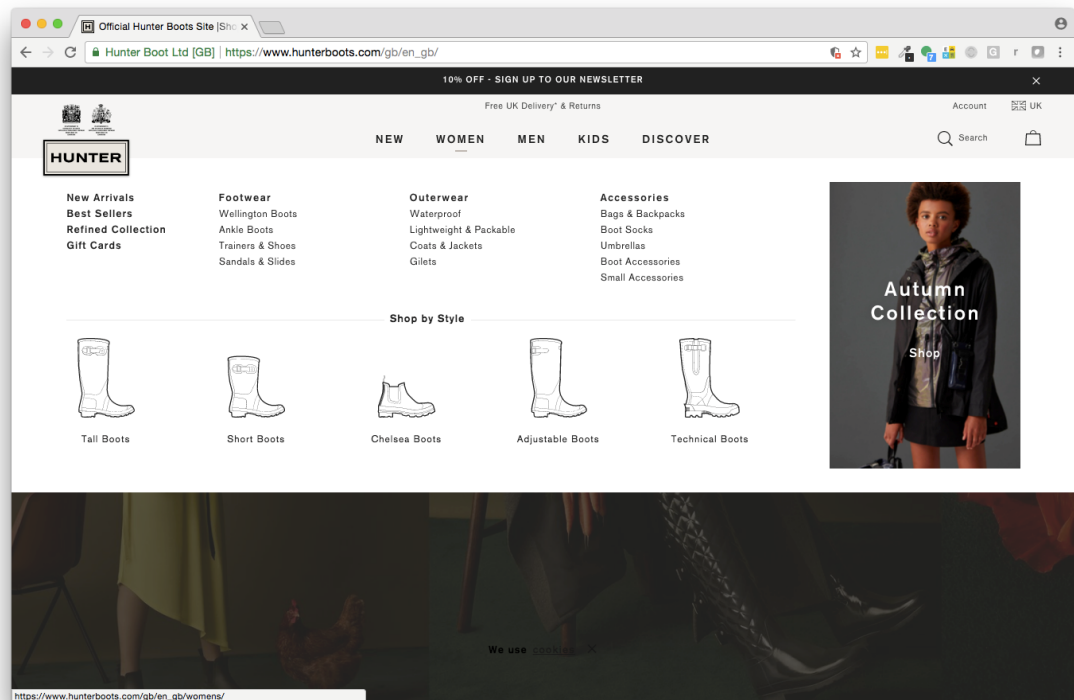 Official Hunter Boots Site |Sho
Hunter Boot Ltd [GB] | https://www.hunterboots.com/gb/en_gb/
10% OFF - SIGN UP TO OUR NEWSLETTER
Free UK Delivery* & Returns
Account
UK
HUNTER
NEW
WOMEN
MEN
KIDS
DISCOVER
Search
New Arrivals
Best Sellers
Refined Collection
Gift Cards
Footwear
Wellington Boots
Ankle Boots
Trainers & Shoes
Sandals & Slides
Outerwear
Waterproof
Lightweight & Packable
Coats & Jackets
Gilets
Accessories
Bags & Backpacks
Boot Socks
Umbrellas
Boot Accessories
Small Accessories
Autumn
Collection
Shop
Shop by Style
Tall Boots
Short Boots
Chelsea Boots
Adjustable Boots
Technical Boots
We use cookies
https://www.hunterboots.com/gb/en_gb/womens/